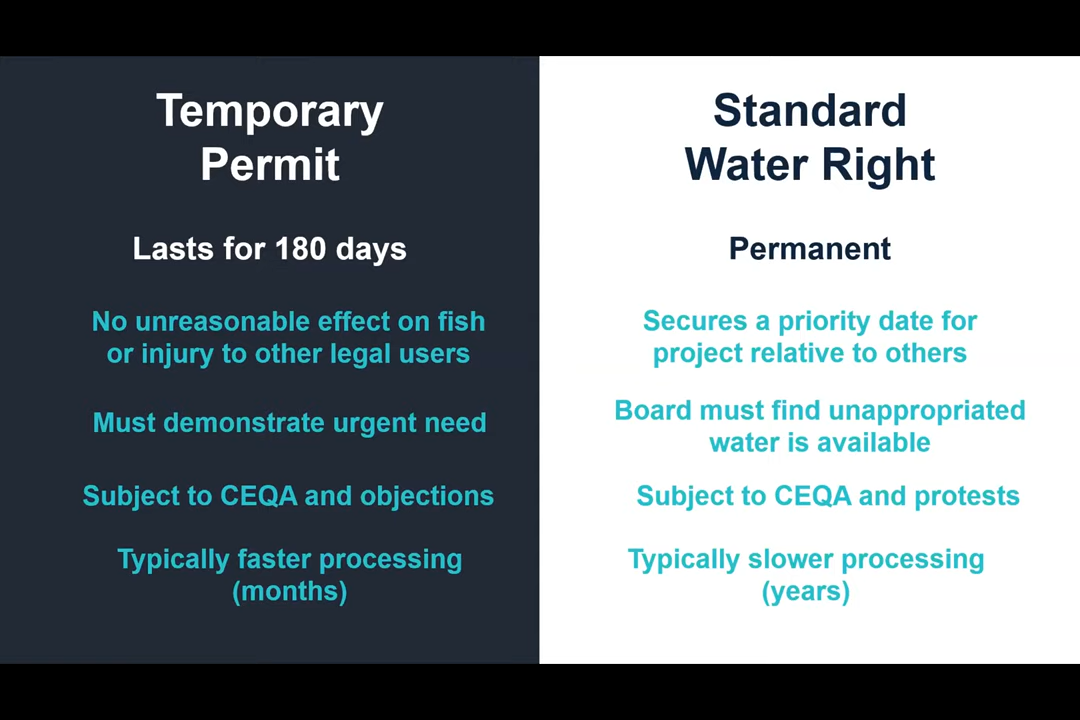 Temporary
Permit
Lasts for 180 days
No unreasonable effect on fish
or injury to other legal users
Must demonstrate urgent need
Subject to CEQA and objections
Typically faster processing
(months)
Standard
Water Right
Permanent
Secures a priority date for
project relative to others
Board must find unappropriated
water is available
Subject to CEQA and protests
Typically slower processing
(years)